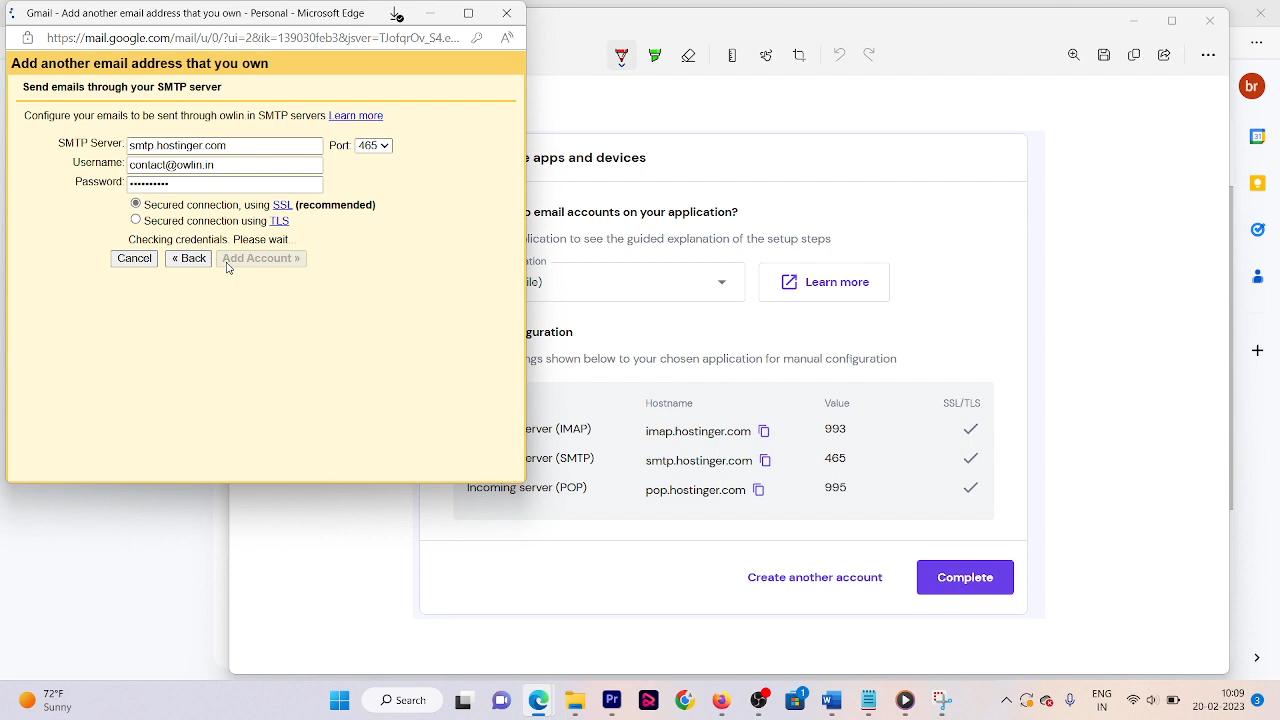 Gmail - Add another email address that you own - Personal - Microsoft Edge
https://mail.google.com/mail/u/0/?ui=2&ik=139030feb3&jsver=TJofqrOv_S4.e...
Add another email address that you own
Send emails through your SMTP server
Configure your emails to be sent through owlin in SMTP servers Learn more
SMTP Server: smtp.hostinger.com Port: 465
Username: contact@owlin.in
Password: ••••••••••
Secured connection, using SSL (recommended)
Secured connection using TLS
Checking credentials. Please wait...
Cancel « Back Add Account »
br
e apps and devices
o email accounts on your application?
lication to see the guided explanation of the setup steps
ation
ile)
Learn more
guration
ngs shown below to your chosen application for manual configuration
Hostname Value SSL/TLS
erver (IMAP) imap.hostinger.com 993
erver (SMTP) smtp.hostinger.com 465
Incoming server (POP) pop.hostinger.com 995
Create another account Complete
72°F
Sunny
Search
Pr
1
W
ENG
IN
10:09
20-02-2023
3